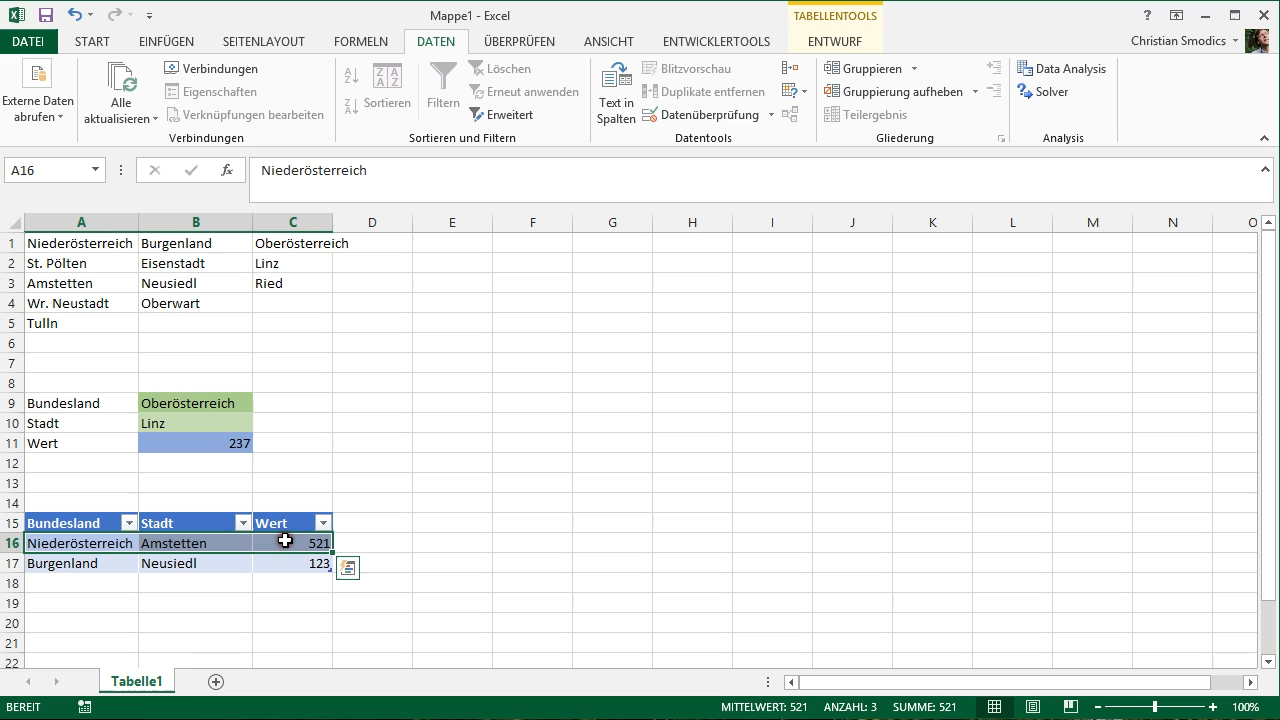 Mappe1 - Excel
TABELLENTOOLS
?
DATEI START EINFÜGEN SEITENLAYOUT FORMELN DATEN ÜBERPRÜFEN ANSICHT ENTWICKLERTOOLS ENTWURF Christian Smodics
Externe Daten abrufen
Alle aktualisieren
Verbindungen
Eigenschaften
Verknüpfungen bearbeiten
Verbindungen
Sortieren
Filtern
Löschen
Erneut anwenden
Erweitert
Sortieren und Filtern
Text in Spalten
Blitzvorschau
Duplikate entfernen
Datenüberprüfung
Datentools
Gruppieren
Gruppierung aufheben
Teilergebnis
Gliederung
Data Analysis
Solver
Analysis
A16 fx Niederösterreich
A B C D E F G H I J K L M N O
1 Niederösterreich Burgenland Oberösterreich
2 St. Pölten Eisenstadt Linz
3 Amstetten Neusiedl Ried
4 Wr. Neustadt Oberwart
5 Tulln
6
7
8
9 Bundesland Oberösterreich
10 Stadt Linz
11 Wert 237
12
13
14
15 Bundesland Stadt Wert
16 Niederösterreich Amstetten 521
17 Burgenland Neusiedl 123
18
19
20
21
22
Tabelle1
BEREIT MITTELWERT: 521 ANZAHL: 3 SUMME: 521 100%